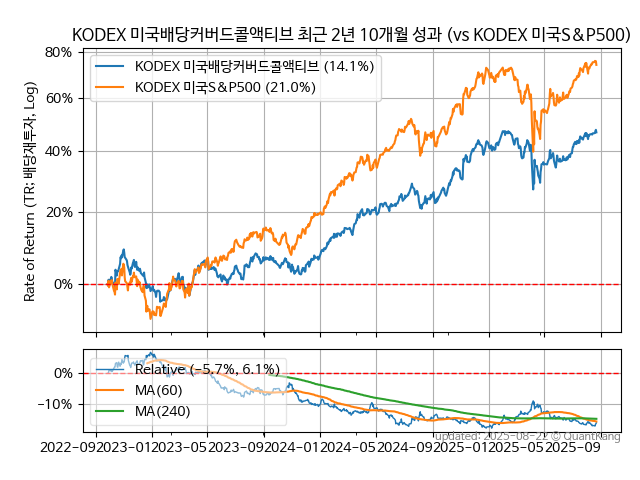 KODEX 미국배당커버드콜액티브 최근 2년 10개월 성과 (vs KODEX 미국S&P500)
80%
60%
40%
20%
0%
Rate of Return (TR: 배당재투자, Log)
KODEX 미국배당커버드콜액티브 (14.1%)
KODEX 미국S&P500 (21.0%)
0%
−10%
Relative (−5.7%, 6.1%)
MA(60)
MA(240)
2022−09 2023−01 2023−05 2023−09 2024−01 2024−05 2024−09 2025−01 2025−05 2025−09
updated: 2025-08-22 © QuantKang